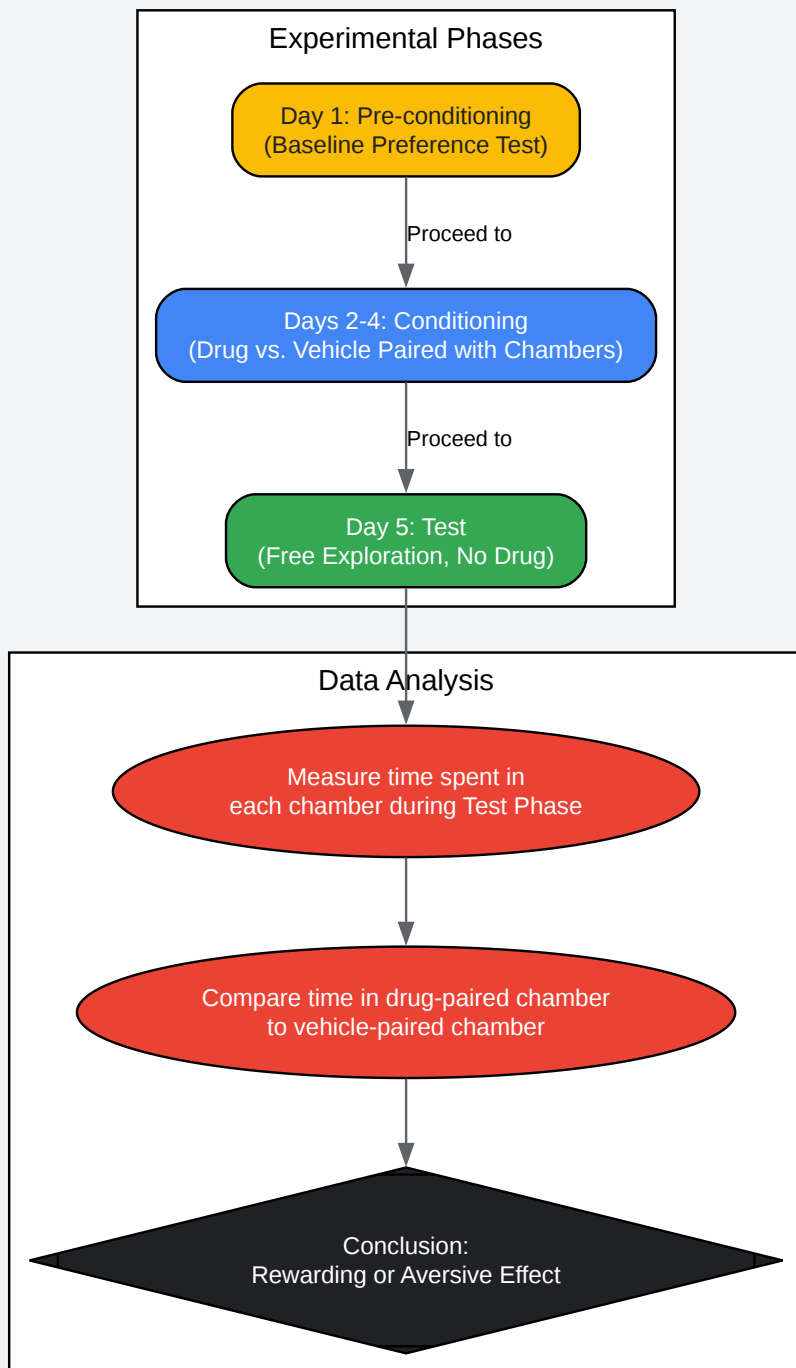 Experimental Phases
Day 1: Pre-conditioning
(Baseline Preference Test)
Proceed to
Days 2-4: Conditioning
(Drug vs. Vehicle Paired with Chambers)
Proceed to
Day 5: Test
(Free Exploration, No Drug)
Data Analysis
Measure time spent in
each chamber during Test Phase
Compare time in drug-paired chamber
to vehicle-paired chamber
Conclusion:
Rewarding or Aversive Effect